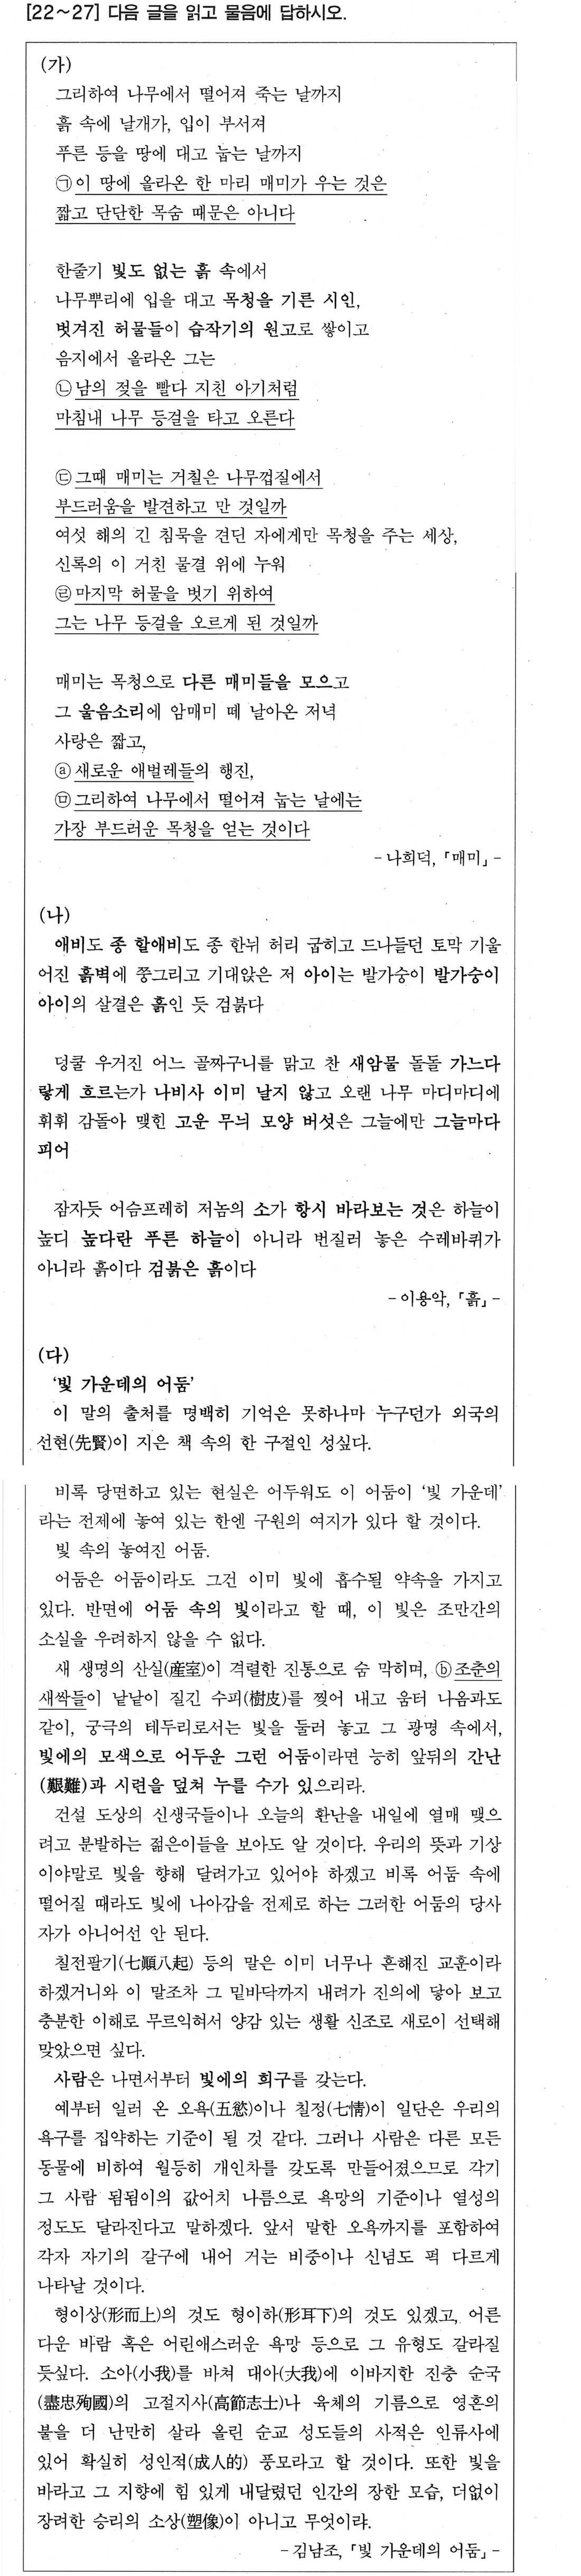 [22～27] 다음 글을 읽고 물음에 답하시오.
(가)
그리하여 나무에서 떨어져 죽는 날까지
흙 속에 날개가, 입이 부서져
푸른 등을 땅에 대고 눕는 날까지
㉠이 땅에 올라온 한 마리 매미가 우는 것은
짧고 단단한 목숨 때문은 아니다
한줄기 빛도 없는 흙 속에서
나무뿌리에 입을 대고 목청을 기른 시인,
벗겨진 허물들이 습작기의 원고로 쌓이고
음지에서 올라온 그는
㉡남의 젖을 빨다 지친 아기처럼
마침내 나무 등걸을 타고 오른다
㉢그때 매미는 거칠은 나무껍질에서
부드러움을 발견하고 만 것일까
여섯 해의 긴 침묵을 견딘 자에게만 목청을 주는 세상,
신록의 이 거친 물결 위에 누워
㉣마지막 허물을 벗기 위하여
그는 나무 등걸을 오르게 된 것일까
매미는 목청으로 다른 매미들을 모으고
그 울음소리에 암매미 떼 날아온 저녁
사랑은 짧고,
ⓐ새로운 애벌레들의 행진,
㉤그리하여 나무에서 떨어져 눕는 날에는
가장 부드러운 목청을 얻는 것이다
- 나희덕, 「매미」 -
(나)
애비도 종 할애비도 종 한뉘 허리 굽히고 드나들던 토막 기울
어진 흙벽에 쭝그리고 기대앉은 저 아이는 발가숭이 발가숭이
아이의 살결은 흙인 듯 검붉다
덩쿨 우거진 어느 골짜구니를 맑고 찬 새암물 돌돌 가느다
랗게 흐르는가 나비사 이미 날지 않고 오랜 나무 마디마디에
휘휘 감돌아 맺힌 고운 무늬 모양 버섯은 그늘에만 그늘마다
피어
잠자듯 어슴프레히 저놈의 소가 항시 바라보는 것은 하늘이
높디 높다란 푸른 하늘이 아니라 번질러 놓은 수레바퀴가
아니라 흙이다 검붉은 흙이다
- 이용악, 「흙」 -
(다)
‘빛 가운데의 어둠’
이 말의 출처를 명백히 기억은 못하나마 누구던가 외국의
선현(先賢)이 지은 책 속의 한 구절인 성싶다.
비록 당면하고 있는 현실은 어두워도 이 어둠이 ‘빛 가운데’
라는 전제에 놓여 있는 한엔 구원의 여지가 있다 할 것이다.
빛 속의 놓여진 어둠.
어둠은 어둠이라도 그건 이미 빛에 흡수될 약속을 가지고
있다. 반면에 어둠 속의 빛이라고 할 때, 이 빛은 조만간의
소실을 우려하지 않을 수 없다.
새 생명의 산실(産室)이 격렬한 진통으로 숨 막히며, ⓑ조춘의
새싹들이 낱낱이 질긴 수피(樹皮)를 찢어 내고 움터 나옴과도
같이, 궁극의 테두리로서는 빛을 둘러 놓고 그 광명 속에서,
빛에의 모색으로 어두운 그런 어둠이라면 능히 앞뒤의 간난
(艱難)과 시련을 덮쳐 누를 수가 있으리라.
건설 도상의 신생국들이나 오늘의 환난을 내일에 열매 맺으
려고 분발하는 젊은이들을 보아도 알 것이다. 우리의 뜻과 기상
이야말로 빛을 향해 달려가고 있어야 하겠고 비록 어둠 속에
떨어질 때라도 빛에 나아감을 전제로 하는 그러한 어둠의 당사
자가 아니어선 안 된다.
칠전팔기(七顚八起) 등의 말은 이미 너무나 흔해진 교훈이라
하겠거니와 이 말조차 그 밑바닥까지 내려가 진의에 닿아 보고
충분한 이해로 무르익혀서 양감 있는 생활 신조로 새로이 선택해
맞았으면 싶다.
사람은 나면서부터 빛에의 희구를 갖는다.
예부터 일러 온 오욕(五慾)이나 칠정(七情)이 일단은 우리의
욕구를 집약하는 기준이 될 것 같다. 그러나 사람은 다른 모든
동물에 비하여 월등히 개인차를 갖도록 만들어졌으므로 각기
그 사람 됨됨이의 값어치 나름으로 욕망의 기준이나 열성의
정도도 달라진다고 말하겠다. 앞서 말한 오욕까지를 포함하여
각자 자기의 갈구에 내어 거는 비중이나 신념도 퍽 다르게
나타날 것이다.
형이상(形而上)의 것도 형이하(形耳下)의 것도 있겠고, 어른
다운 바람 혹은 어린애스러운 욕망 등으로 그 유형도 갈라질
듯싶다. 소아(小我)를 바쳐 대아(大我)에 이바지한 진충 순국
(盡忠殉國)의 고절지사(高節志士)나 육체의 기름으로 영혼의
불을 더 난만히 살라 올린 순교 성도들의 사적은 인류사에
있어 확실히 성인적(成人的) 풍모라고 할 것이다. 또한 빛을
바라고 그 지향에 힘 있게 내달렸던 인간의 장한 모습, 더없이
장려한 승리의 소상(塑像)이 아니고 무엇이랴.
- 김남조, 「빛 가운데의 어둠」 -